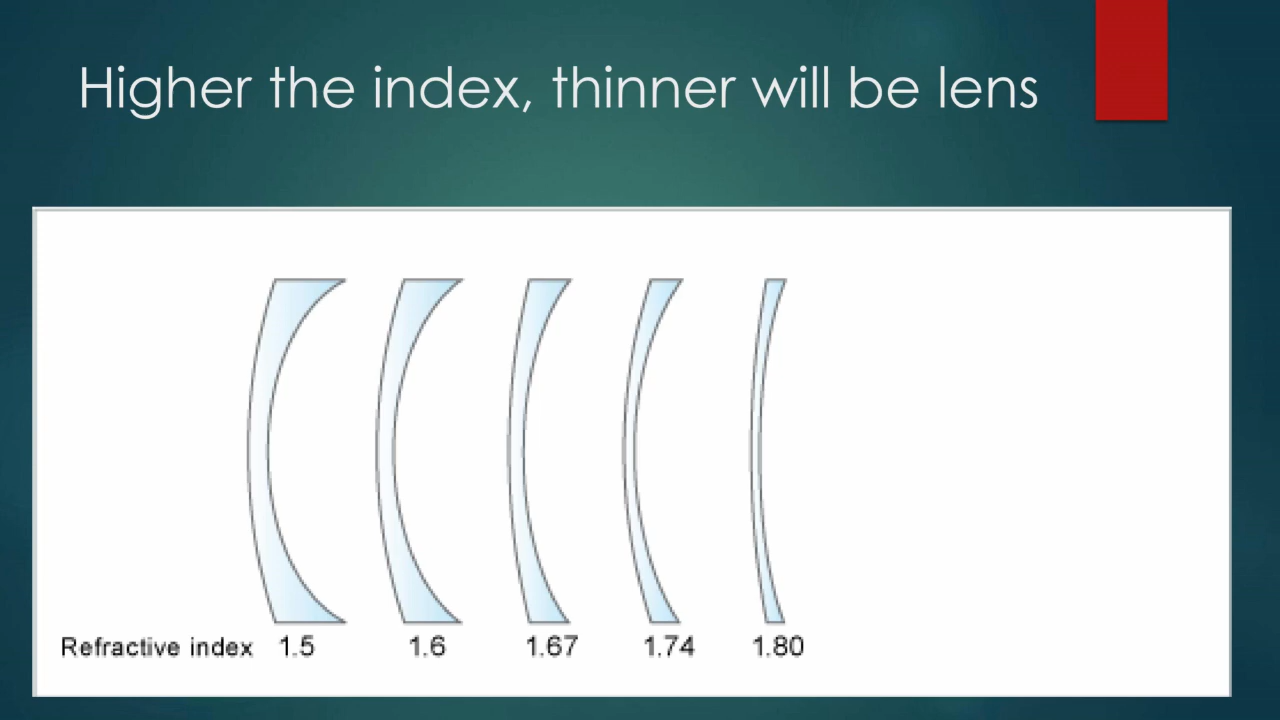 Higher the index, thinner will be lens
Refractive index 1.5 1.6 1.67 1.74 1.80